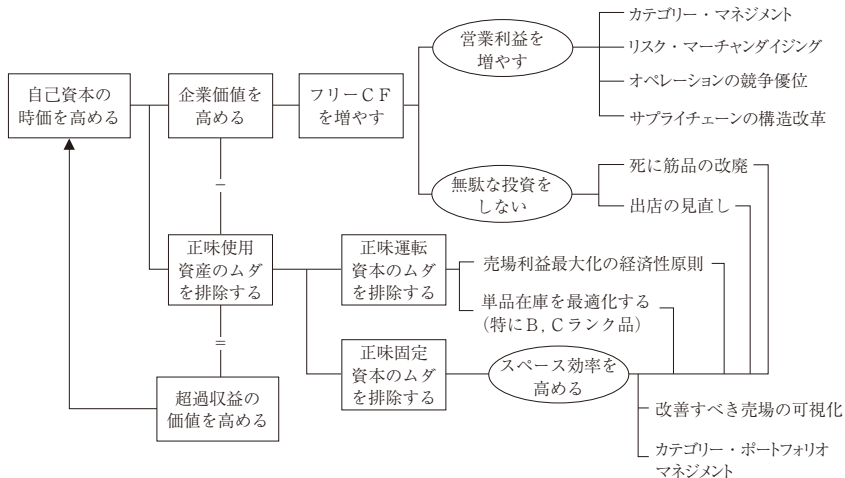 自己資本の
時価を高める
企業価値を
高める
フリーＣＦ
を増やす
営業利益を
増やす
カテゴリー・マネジメント
リスク・マーチャンダイジング
オペレーションの競争優位
サプライチェーンの構造改革
無駄な投資を
しない
死に筋品の改廃
出店の見直し
－
正味使用
資産のムダ
を排除する
正味運転
資本のムダ
を排除する
売場利益最大化の経済性原則
単品在庫を最適化する
（特にＢ，Ｃランク品）
＝
正味固定
資本のムダ
を排除する
スペース効率を
高める
超過収益の
価値を高める
改善すべき売場の可視化
カテゴリー・ポートフォリオ
マネジメント